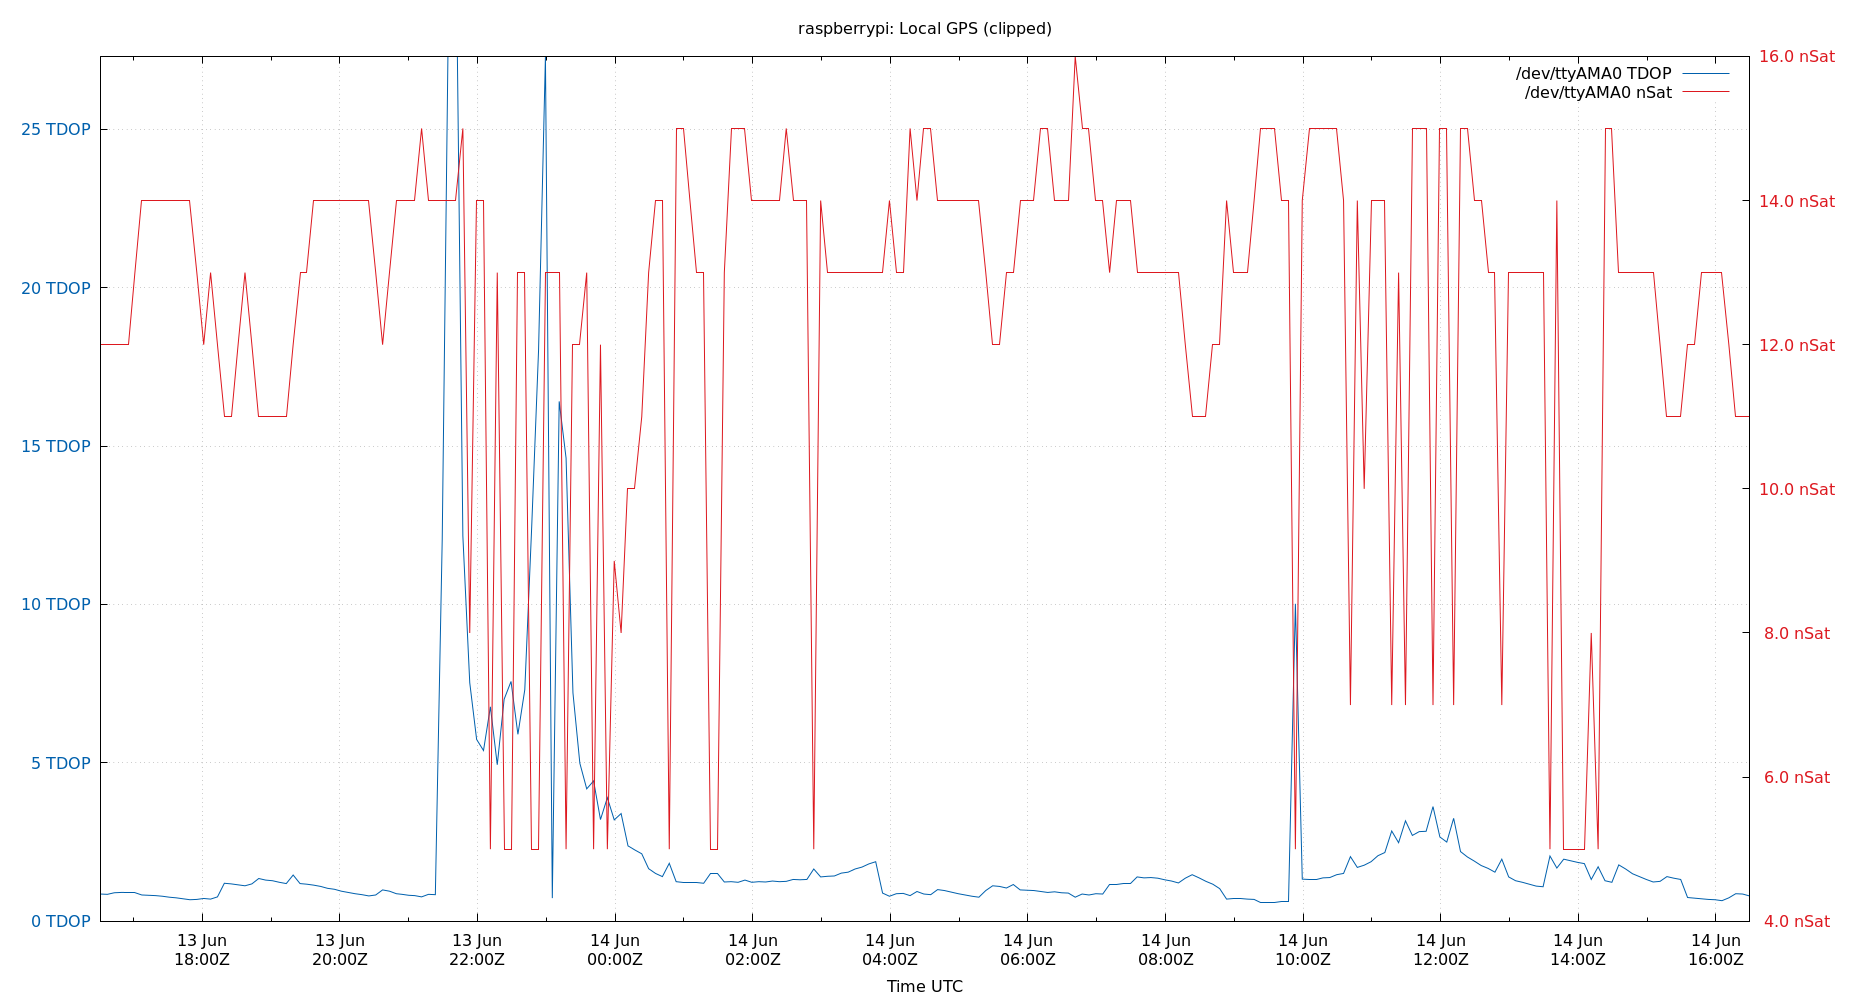 raspberrypi: Local GPS (clipped)
16.0 nSat
/dev/ttyAMA0 TDOP
/dev/ttyAMA0 nSat
25 TDOP
14.0 nSat
20 TDOP
12.0 nSat
15 TDOP
10.0 nSat
10 TDOP
8.0 nSat
5 TDOP
6.0 nSat
0 TDOP
4.0 nSat
13 Jun 13 Jun 13 Jun 14 Jun 14 Jun 14 Jun 14 Jun 14 Jun 14 Jun 14 Jun 14 Jun 14 Jun
18:00Z 20:00Z 22:00Z 00:00Z 02:00Z 04:00Z 06:00Z 08:00Z 10:00Z 12:00Z 14:00Z 16:00Z
Time UTC